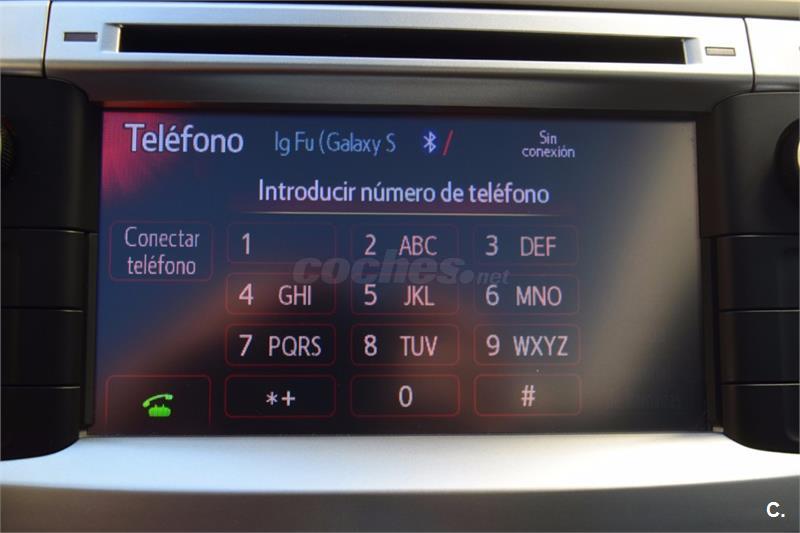 Teléfono Ig Fu (Galaxy S
Sin
conexión
Introducir número de teléfono
Conectar
teléfono
1 2 ABC 3 DEF
4 GHI 5 JKL 6 MNO
7 PQRS 8 TUV 9 WXYZ
*+ 0 #
coches.net
C.